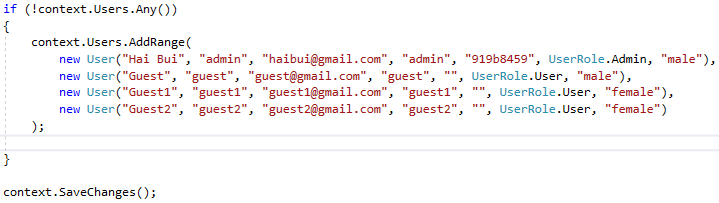 if (!context.Users.Any())
{
    context.Users.AddRange(
        new User("Hai Bui", "admin", "haibui@gmail.com", "admin", "919b8459", UserRole.Admin, "male"),
        new User("Guest", "guest", "guest@gmail.com", "guest", "", UserRole.User, "male"),
        new User("Guest1", "guest1", "guest1@gmail.com", "guest1", "", UserRole.User, "female"),
        new User("Guest2", "guest2", "guest2@gmail.com", "guest2", "", UserRole.User, "female")
    );
}
context.SaveChanges();